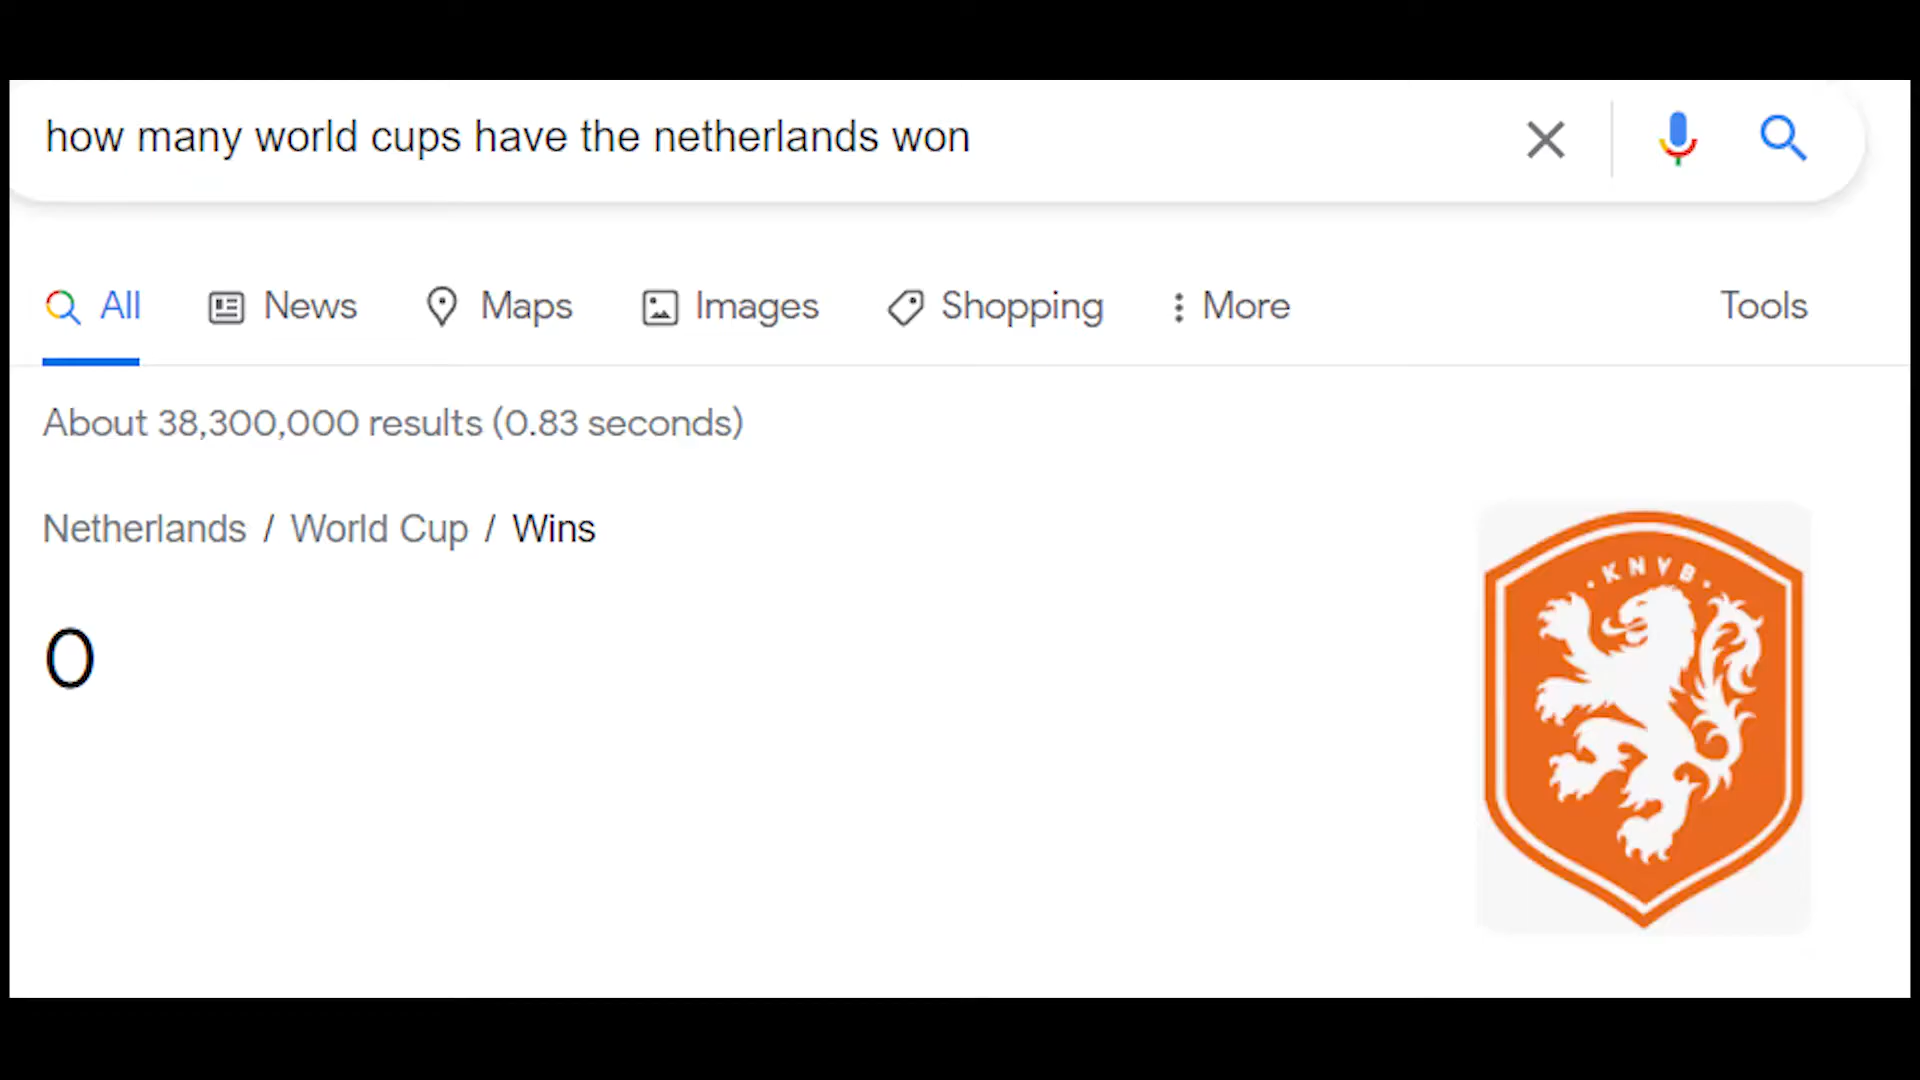 how many world cups have the netherlands won
All News Maps Images Shopping More Tools
About 38,300,000 results (0.83 seconds)
Netherlands / World Cup / Wins
0
KNVB